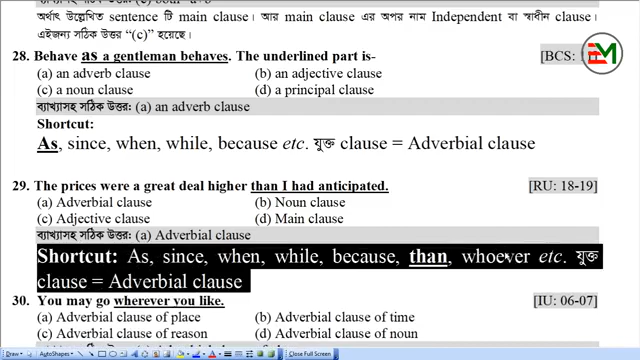 অর্থাৎ উল্লেখিত sentence টি main clause। আর main clause এর অপর নাম Independent বা স্বাধীন clause।
এইজন্য সঠিক উত্তর “(c)” হয়েছে।
28. Behave as a gentleman behaves. The underlined part is- [BCS:
(a) an adverb clause (b) an adjective clause
(c) a noun clause (d) a principal clause
ব্যাখ্যাসহ সঠিক উত্তর: (a) an adverb clause
Shortcut:
As, since, when, while, because etc. যুক্ত clause = Adverbial clause
29. The prices were a great deal higher than I had anticipated. [RU: 18-19]
(a) Adverbial clause (b) Noun clause
(c) Adjective clause (d) Main clause
ব্যাখ্যাসহ সঠিক উত্তর: (a) Adverbial clause
Shortcut: As, since, when, while, because, than, whoever etc. যুক্ত
clause = Adverbial clause
30. You may go wherever you like. [IU: 06-07]
(a) Adverbial clause of place (b) Adverbial clause of time
(c) Adverbial clause of reason (d) Adverbial clause of noun
Draw AutoShapes Close Full Screen